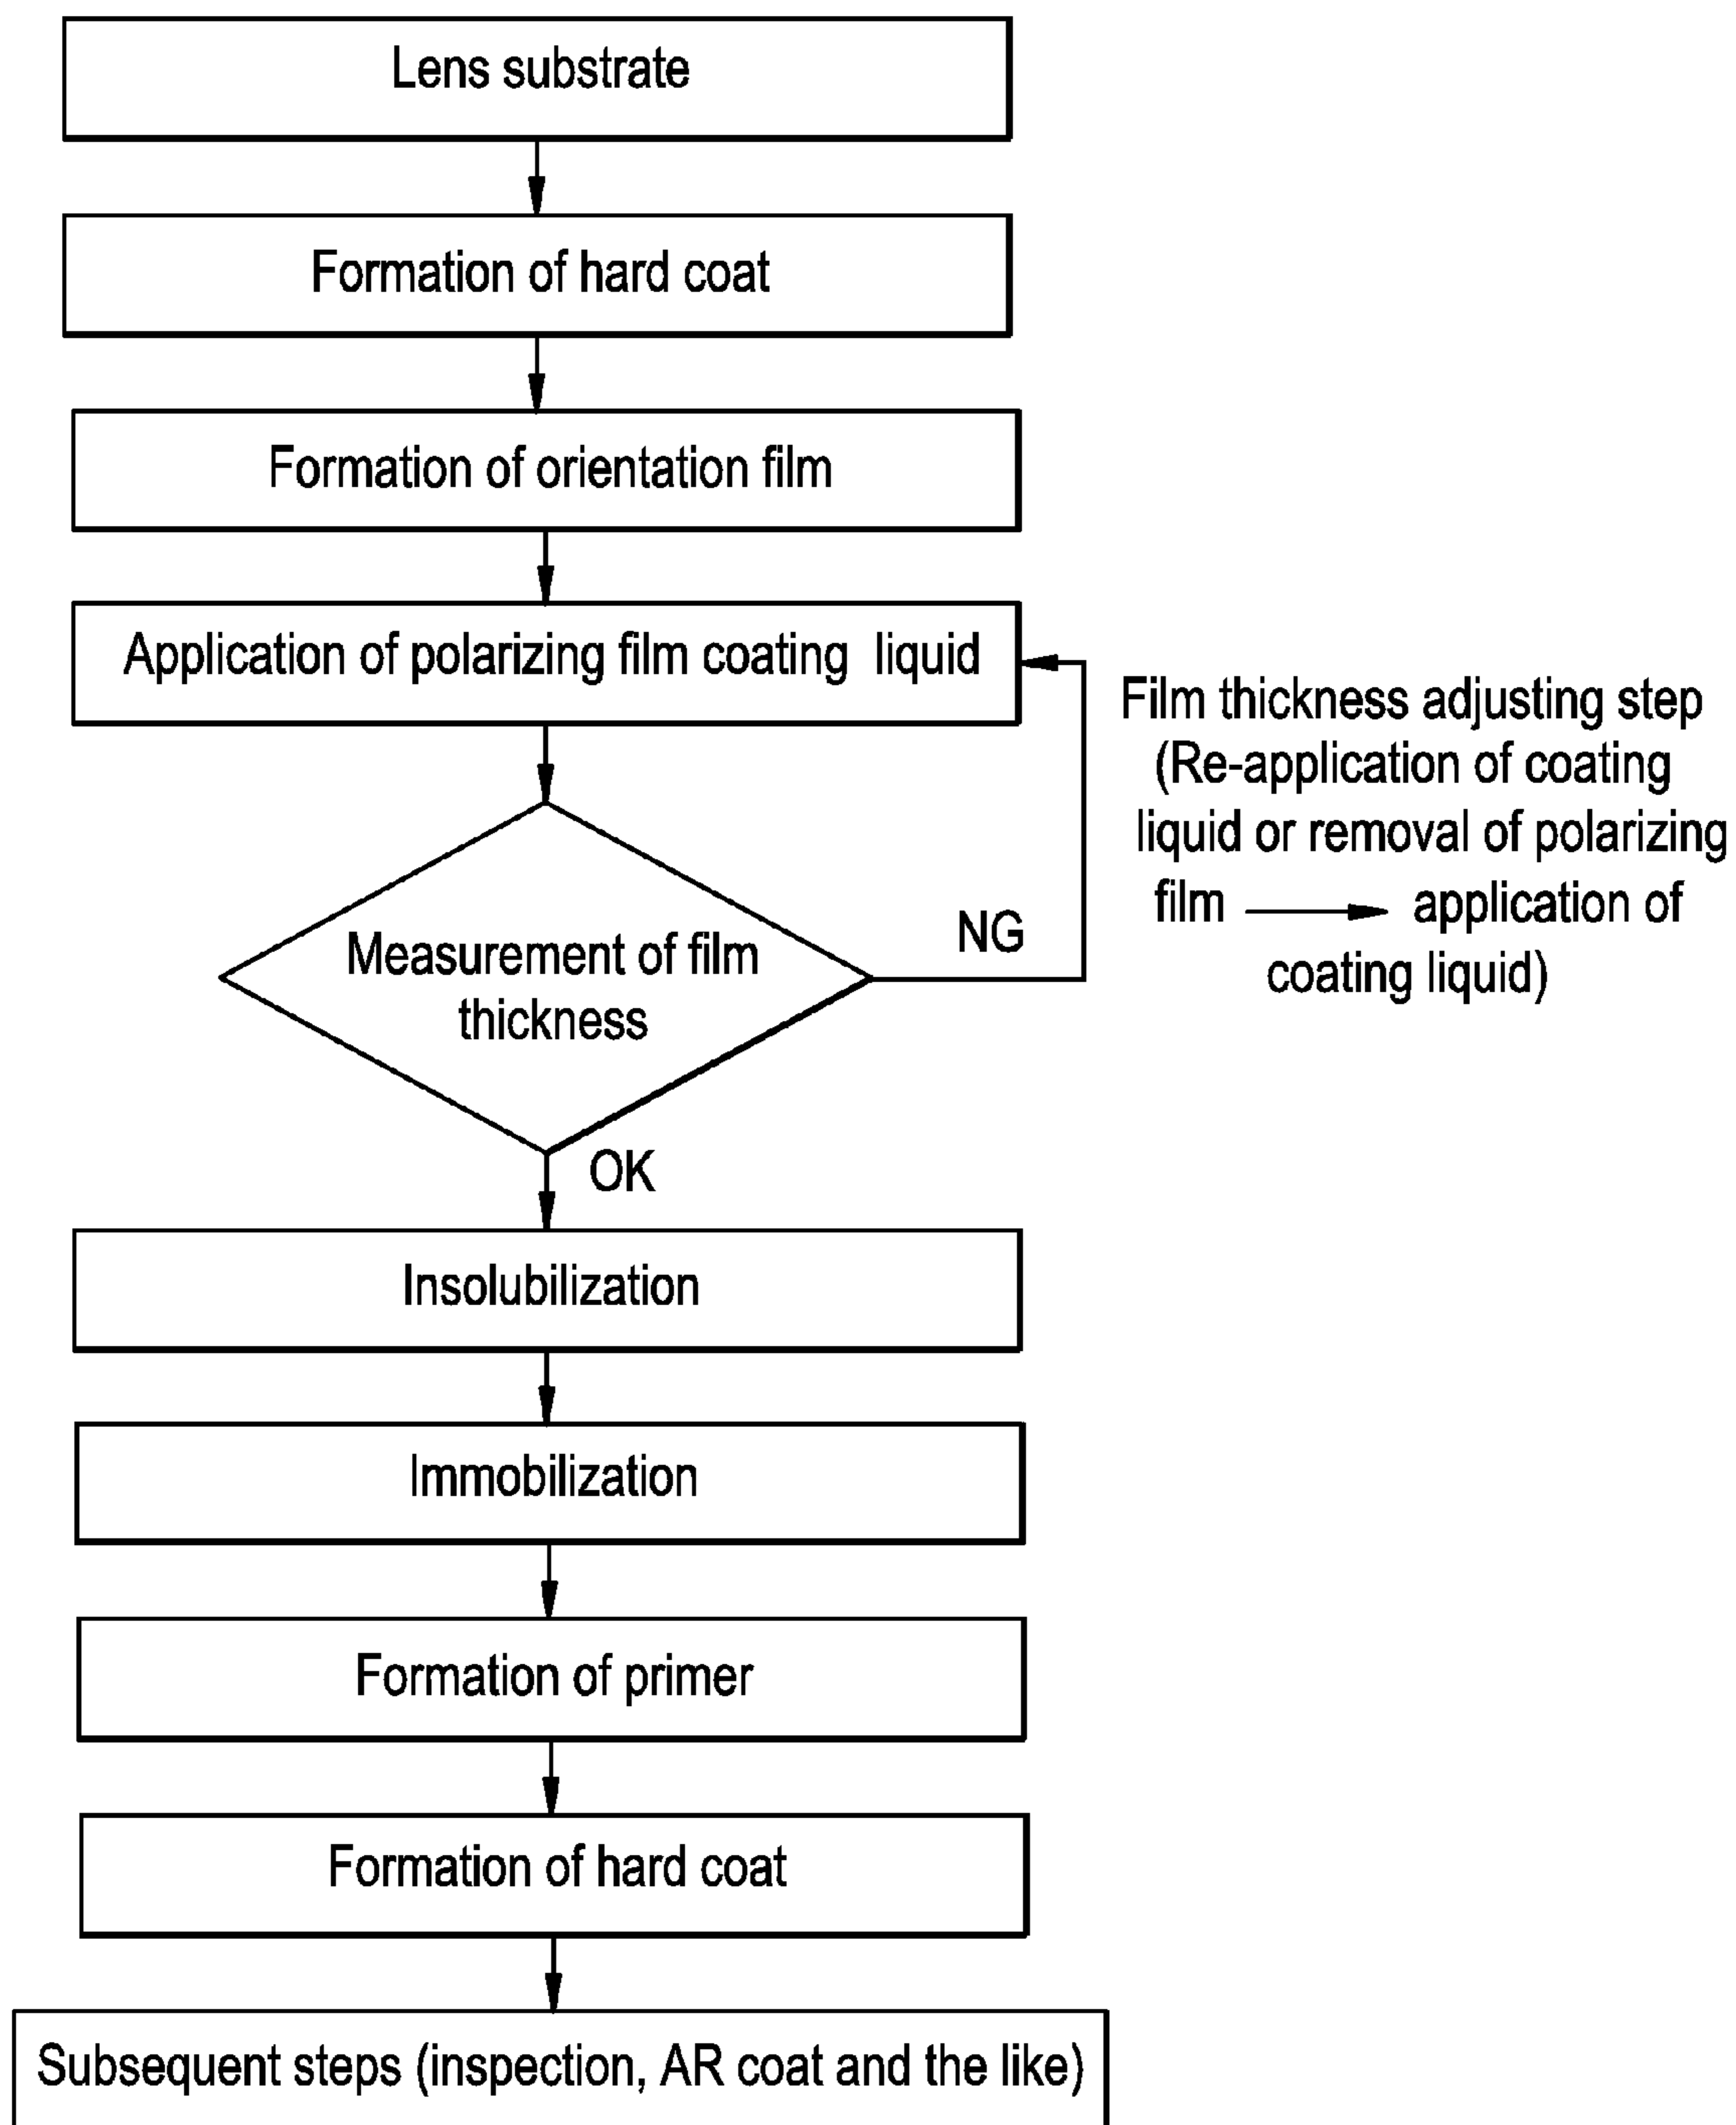 Lens substrate
Formation of hard coat
Formation of orientation film
Application of polarizing film coating liquid
Film thickness adjusting step
(Re-application of coating
liquid or removal of polarizing
film → application of
coating liquid)
NG
Measurement of film
thickness
OK
Insolubilization
Immobilization
Formation of primer
Formation of hard coat
Subsequent steps (inspection, AR coat and the like)